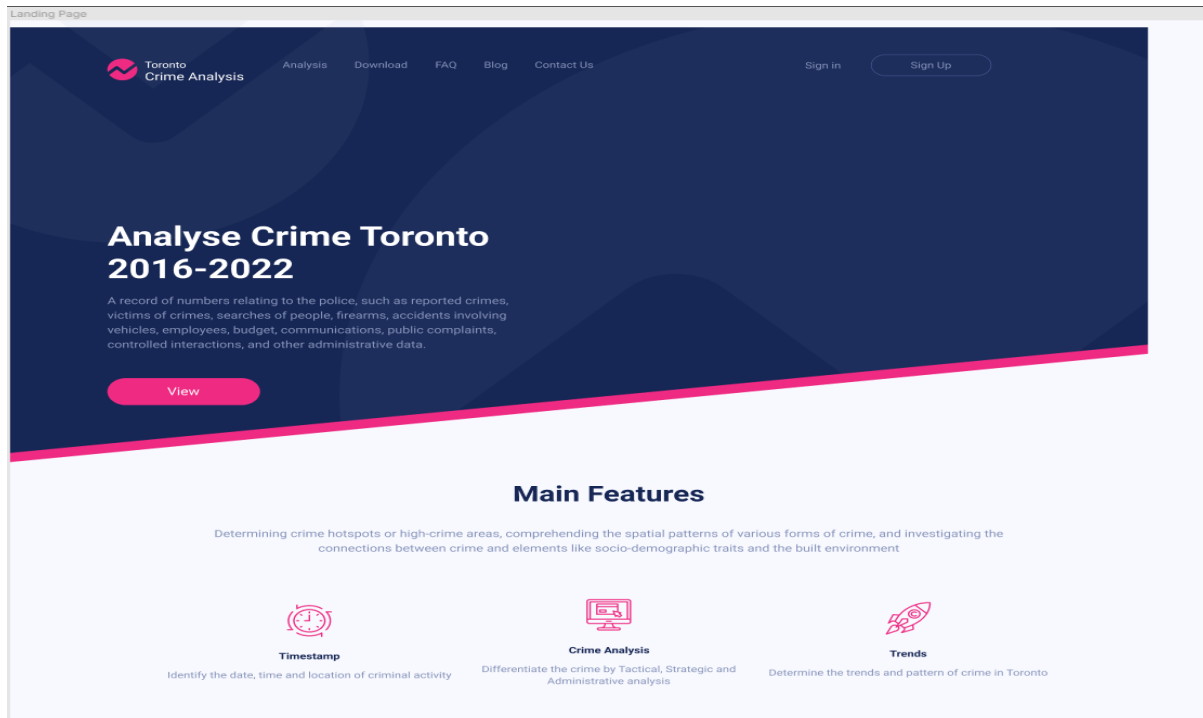 Landing Page
Toronto
Crime Analysis
Analysis
Download
FAQ
Blog
Contact Us
Sign in
Sign Up
Analyse Crime Toronto
2016-2022
A record of numbers relating to the police, such as reported crimes,
victims of crimes, searches of people, firearms, accidents involving
vehicles, employees, budget, communications, public complaints,
controlled interactions, and other administrative data.
View
Main Features
Determining crime hotspots or high-crime areas, comprehending the spatial patterns of various forms of crime, and investigating the
connections between crime and elements like socio-demographic traits and the built environment
Timestamp
Identify the date, time and location of criminal activity
Crime Analysis
Differentiate the crime by Tactical, Strategic and
Administrative analysis
Trends
Determine the trends and pattern of crime in Toronto